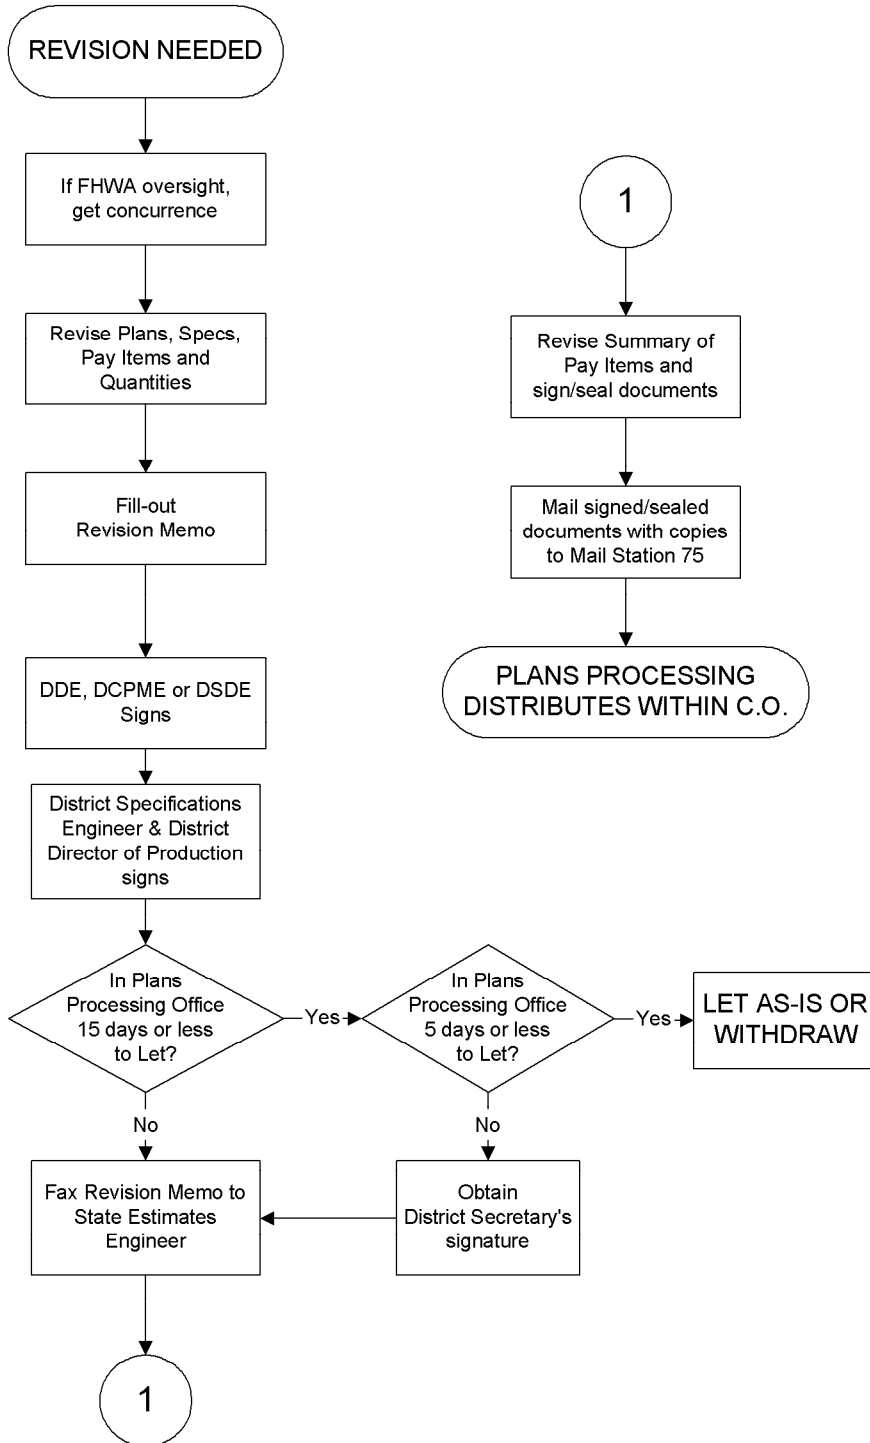 REVISION NEEDED
If FHWA oversight,
get concurrence
Revise Plans, Specs,
Pay Items and
Quantities
Fill-out
Revision Memo
DDE, DCPME or DSDE
Signs
District Specifications
Engineer & District
Director of Production
signs
In Plans
Processing Office
15 days or less
to Let?
Yes
In Plans
Processing Office
5 days or less
to Let?
Yes
LET AS-IS OR
WITHDRAW
No
No
Fax Revision Memo to
State Estimates
Engineer
Obtain
District Secretary's
signature
1
1
Revise Summary of
Pay Items and
sign/seal documents
Mail signed/sealed
documents with copies
to Mail Station 75
PLANS PROCESSING
DISTRIBUTES WITHIN C.O.